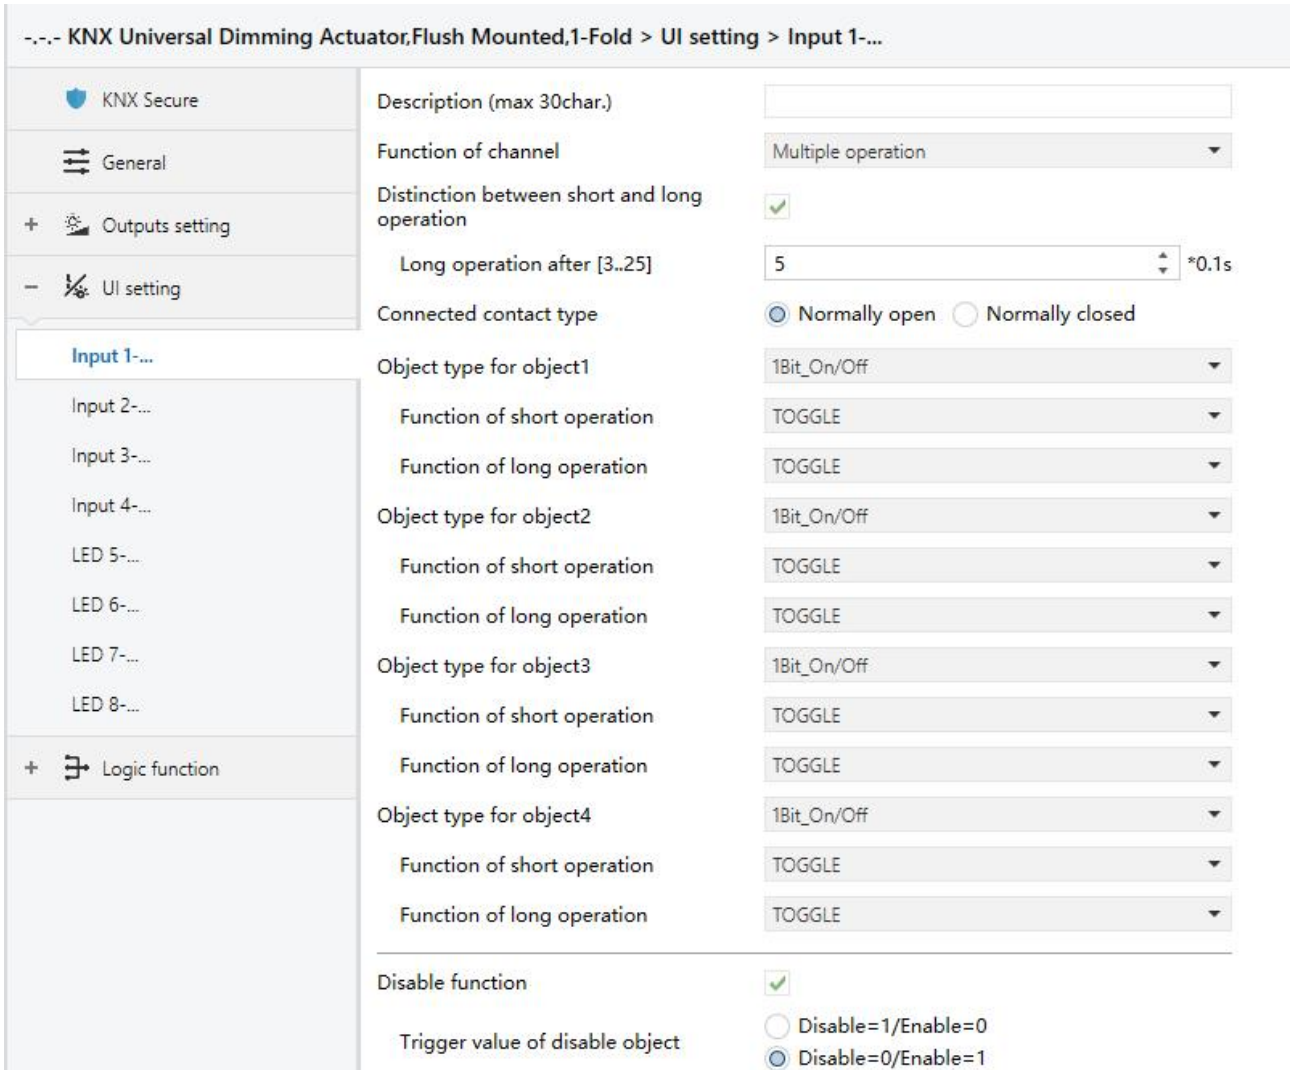 -.-.- KNX Universal Dimming Actuator,Flush Mounted,1-Fold > UI setting > Input 1-...
KNX Secure
General
+ Outputs setting
− UI setting
Input 1-...
Input 2-...
Input 3-...
Input 4-...
LED 5-...
LED 6-...
LED 7-...
LED 8-...
+ Logic function
Description (max 30char.)
Function of channel Multiple operation
Distinction between short and long
operation
Long operation after [3..25] 5 *0.1s
Connected contact type Normally open Normally closed
Object type for object1 1Bit_On/Off
Function of short operation TOGGLE
Function of long operation TOGGLE
Object type for object2 1Bit_On/Off
Function of short operation TOGGLE
Function of long operation TOGGLE
Object type for object3 1Bit_On/Off
Function of short operation TOGGLE
Function of long operation TOGGLE
Object type for object4 1Bit_On/Off
Function of short operation TOGGLE
Function of long operation TOGGLE
Disable function
Trigger value of disable object
Disable=1/Enable=0
Disable=0/Enable=1